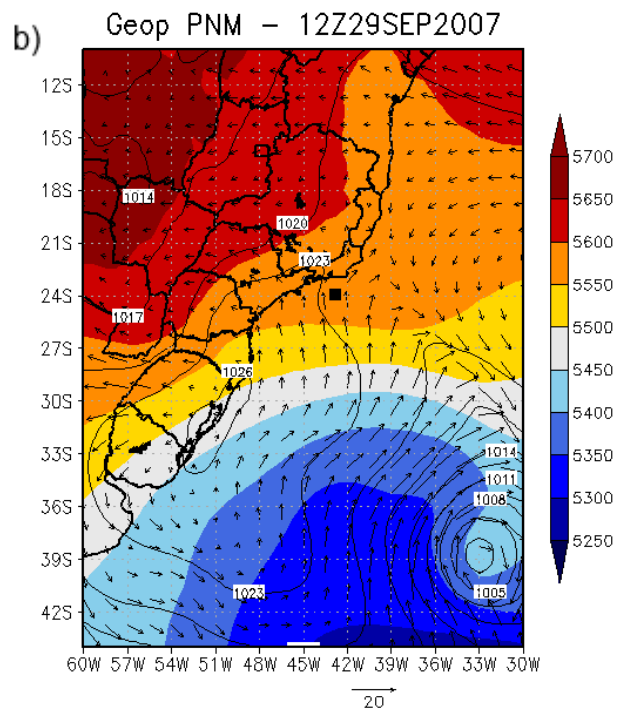 b)
Geop PNM – 12Z29SEP2007
12S
15S
18S
21S
24S
27S
30S
33S
36S
39S
42S
1014
1020
1023
1017
1026
1014
1011
1008
1005
1023
60W 57W 54W 51W 48W 45W 42W 39W 36W 33W 30W
20
5700
5650
5600
5550
5500
5400
5350
5300
5250